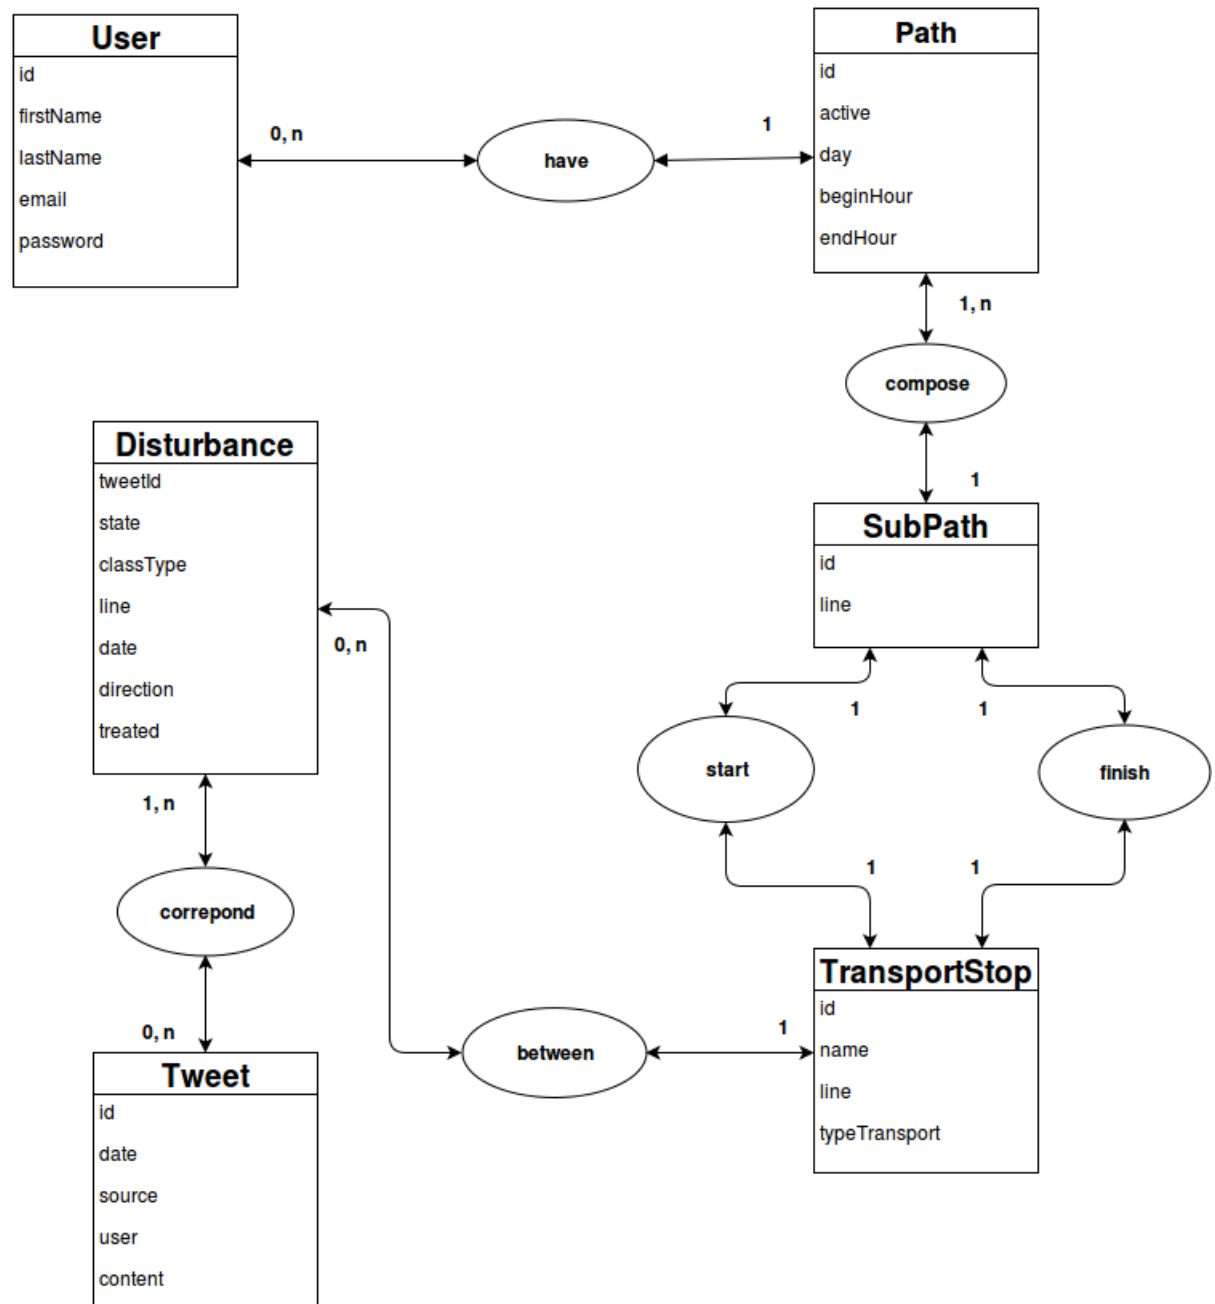 User
id
firstName
lastName
email
password
0, n
have
1
Path
id
active
day
beginHour
endHour
1, n
compose
1
SubPath
id
line
1
1
start
finish
1
1
TransportStop
id
name
line
typeTransport
1
between
0, n
Disturbance
tweetId
state
classType
line
date
direction
treated
1, n
correpond
0, n
Tweet
id
date
source
user
content